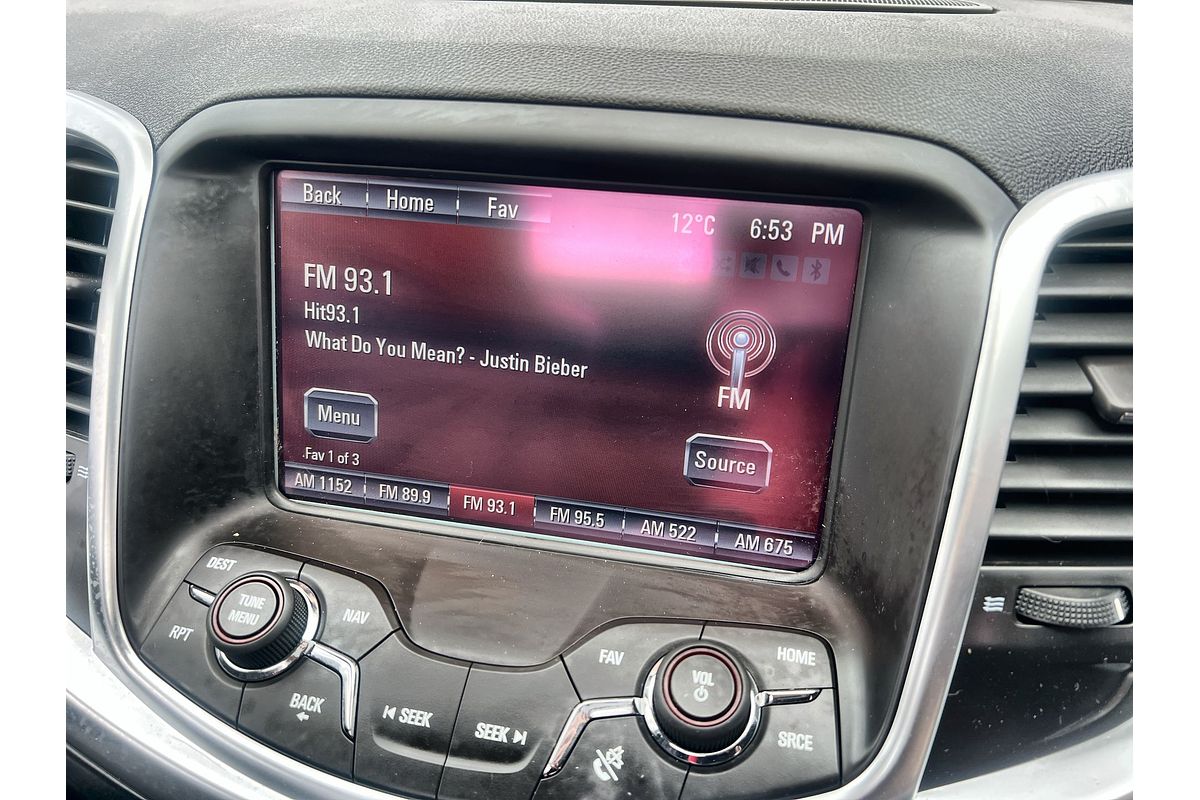 Back Home Fav 12°C 6:53 PM
FM 93.1
Hit93.1
What Do You Mean? - Justin Bieber
FM
Menu
Source
Fav 1 of 3
AM 1152 FM 89.9 FM 93.1 FM 95.5 AM 522 AM 675
DEST
TUNE
MENU
NAV
RPT
BACK
SEEK
SEEK
FAV
VOL
HOME
SRCE